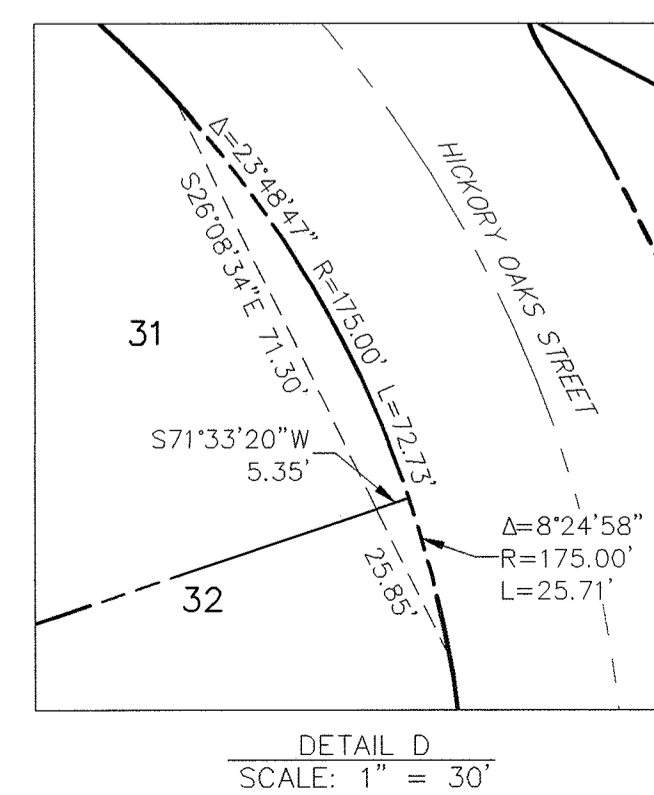 Δ=23°48'47" R=175.00' L=72.73'
S26°08'34"E 71.30'
HICKORY OAKS STREET
31
S71°33'20"W
5.35'
Δ=8°24'58"
R=175.00'
L=25.71'
25.85'
32
DETAIL D
SCALE: 1" = 30'